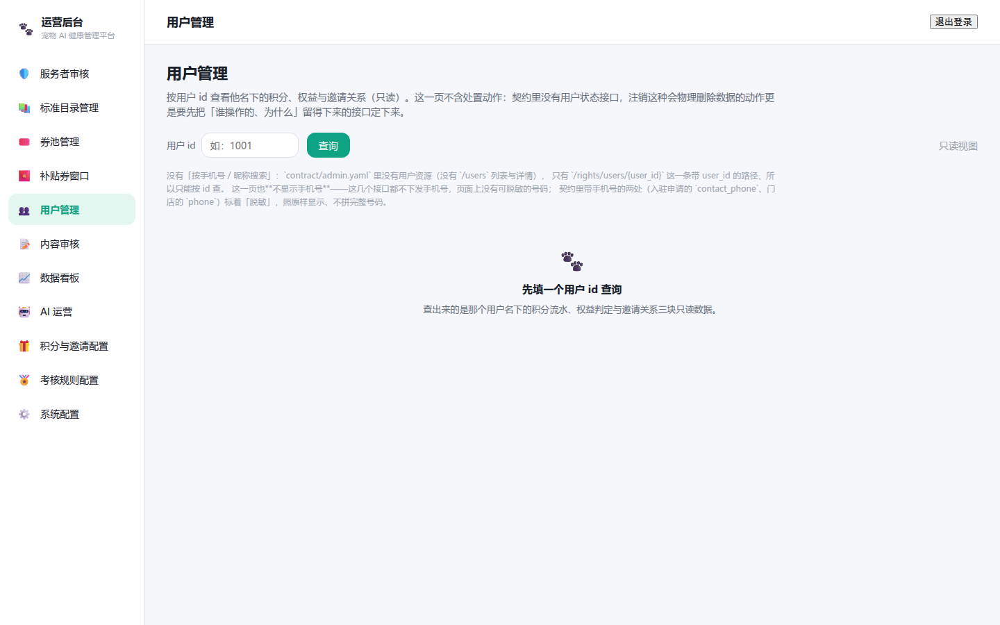 运营后台
宠物 AI 健康管理平台
服务者审核
标准目录管理
券池管理
补贴券窗口
用户管理
内容审核
数据看板
AI 运营
积分与邀请配置
考核规则配置
系统配置
用户管理
退出登录
用户管理
按用户 id 查看他名下的积分、权益与邀请关系（只读）。这一页不含处置动作：契约里没有用户状态接口，注销这种会物理删除数据的动作更
是要先把「谁操作的、为什么」留得下来的接口定下来。
用户 id
如：1001
查询
只读视图
没有「按手机号 / 昵称搜索」：`contract/admin.yaml` 里没有用户资源（没有 `/users` 列表与详情）， 只有 `/rights/users/{user_id}` 这一条带 user_id 的路径，所
以只能按 id 查。 这一页也**不显示手机号**——这几个接口都不下发手机号，页面上没有可脱敏的号码； 契约里带手机号的两处（入驻申请的 `contact_phone`、门
店的 `phone`）标着「脱敏」，照原样显示、不拼完整号码。
先填一个用户 id 查询
查出来的是那个用户名下的积分流水、权益判定与邀请关系三块只读数据。